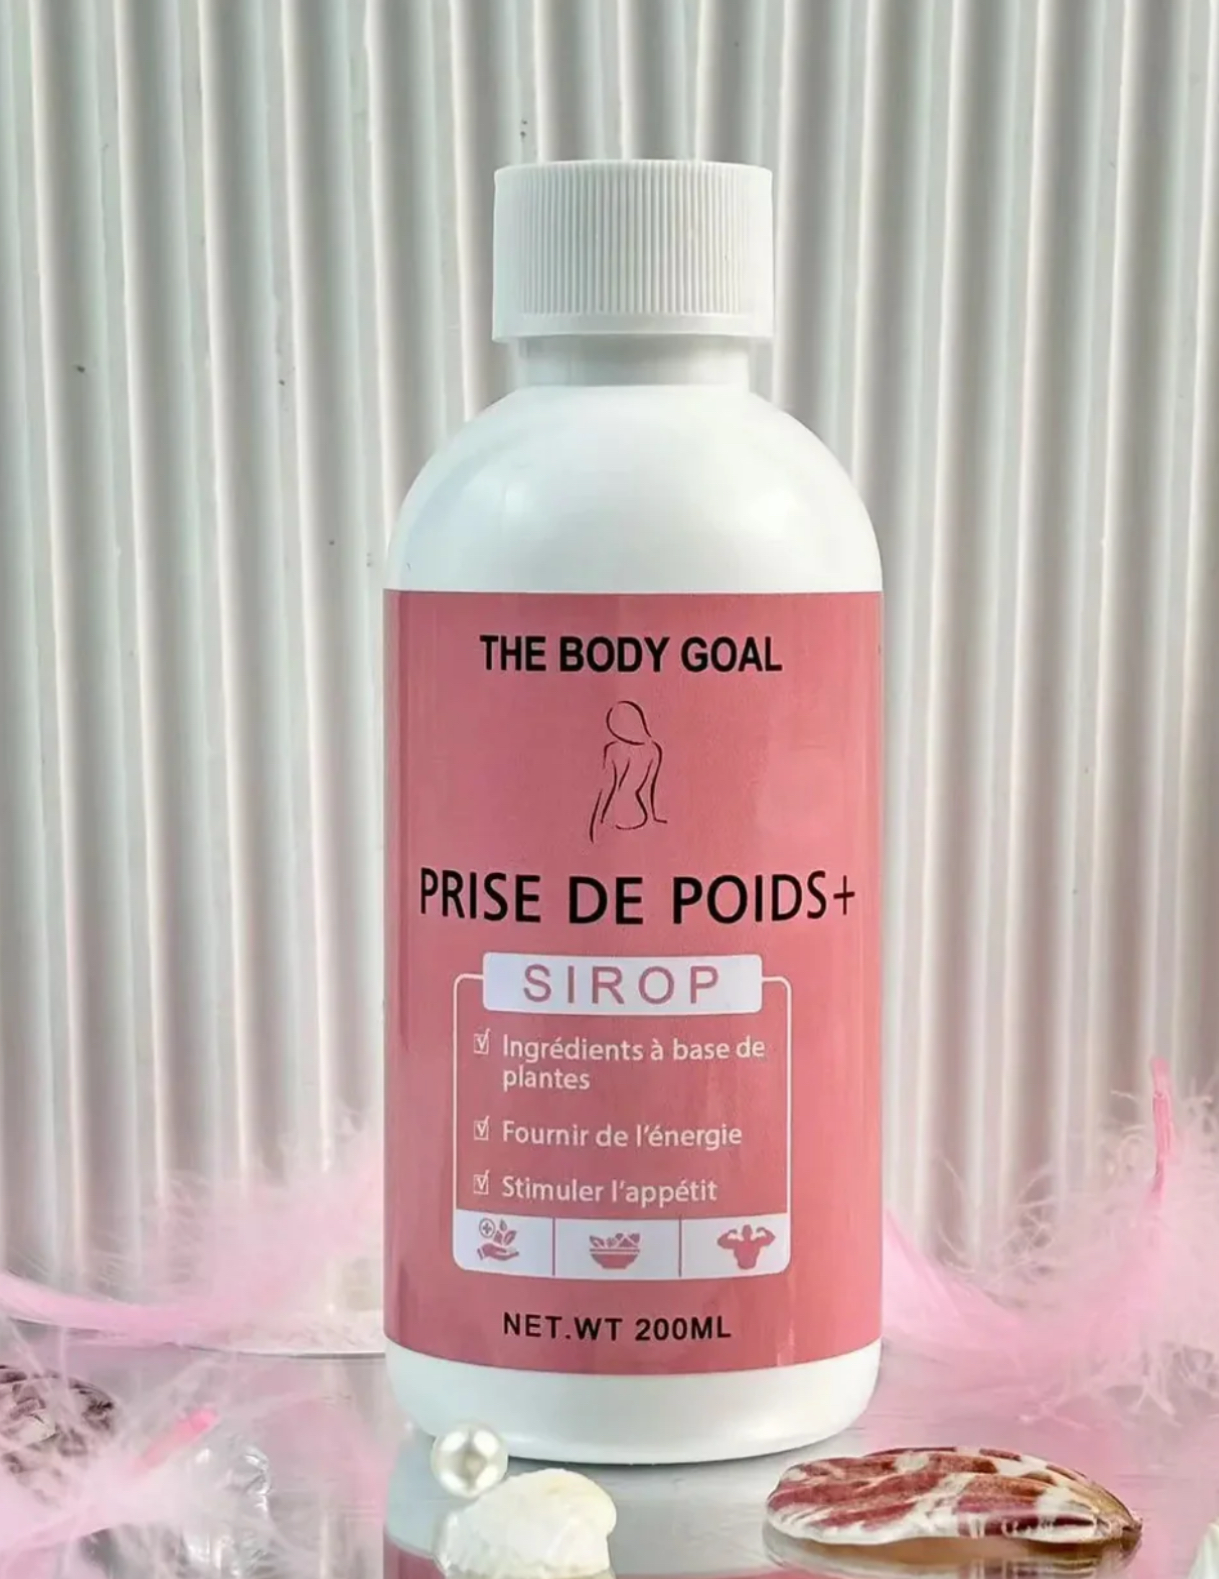 THE BODY GOAL
PRISE DE POIDS+
SIROP
Ingrédients à base de
plantes
Fournir de l'énergie
Stimuler l'appétit
NET.WT 200ML